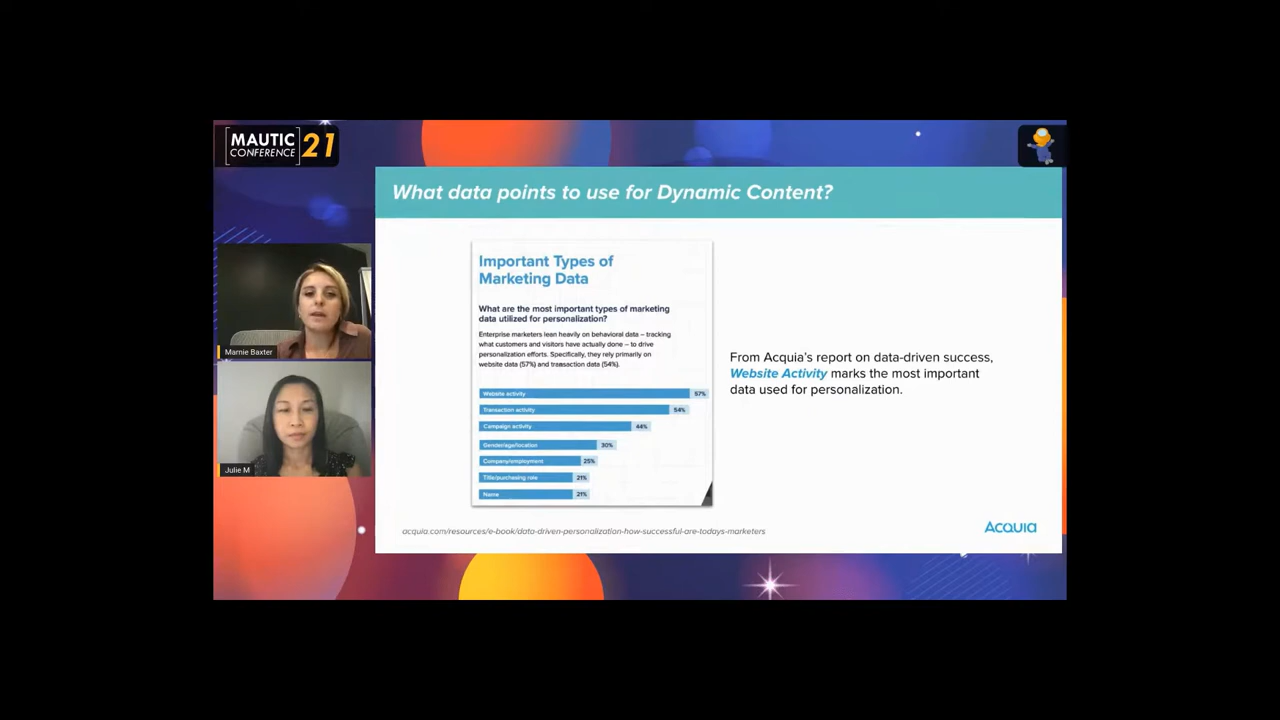 [MAUTIC
CONFERENCE] 21
What data points to use for Dynamic Content?
Marnie Baxter
Julie M
Important Types of
Marketing Data
What are the most important types of marketing
data utilized for personalization?
Enterprise marketers lean heavily on behavioral data – tracking
what customers and visitors have actually done – to drive
personalization efforts. Specifically, they rely primarily on
website data (57%) and transaction data (54%).
Website activity 57%
Transaction activity 54%
Campaign activity 44%
Gender/age/location 30%
Company/employment 25%
Title/purchasing role 21%
Name 21%
From Acquia's report on data-driven success,
Website Activity marks the most important
data used for personalization.
acquia.com/resources/e-book/data-driven-personalization-how-successful-are-todays-marketers
ACQUIA